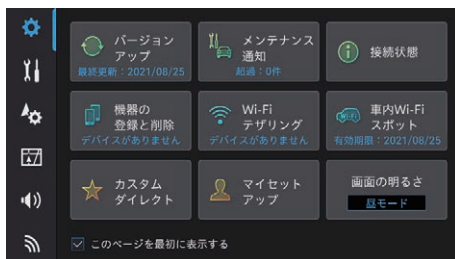 バージョン
アップ
最終更新：2021/08/25
メンテナンス
通知
超過：0件
接続状態
機器の
登録と削除
デバイスがありません
Wi-Fi
テザリング
デバイスがありません
車内Wi-Fi
スポット
有効期限：2021/08/25
カスタム
ダイレクト
マイセット
アップ
画面の明るさ
昼モード
このページを最初に表示する